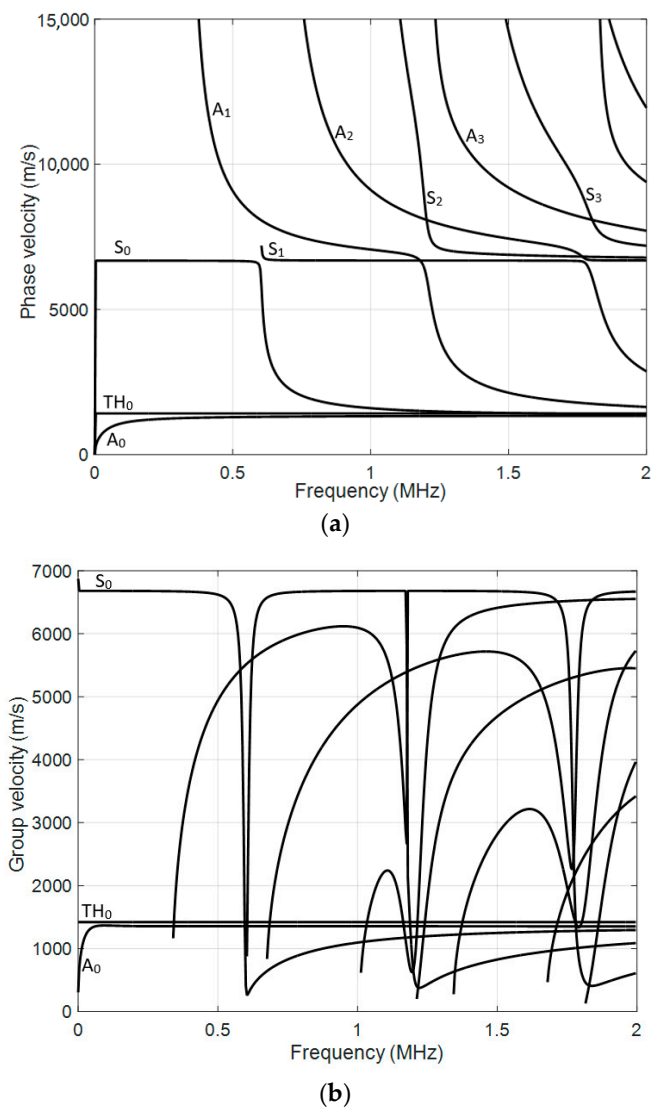 15,000
10,000
5000
0
Phase velocity (m/s)
A₁
A₂
A₃
S₂
S₃
S₀
S₁
TH₀
A₀
0 0.5 1 1.5 2
Frequency (MHz)
(a)
7000
6000
5000
4000
3000
2000
1000
0
Group velocity (m/s)
S₀
TH₀
A₀
0 0.5 1 1.5 2
Frequency (MHz)
(b)